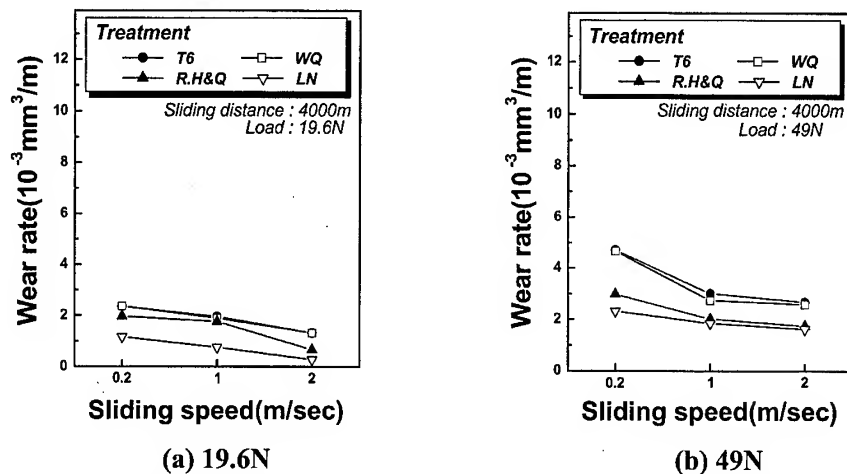 Treatment
T6 WQ
R.H&Q LN
Sliding distance : 4000m
Load : 19.6N
Wear rate(10⁻³mm³/m)
12
10
8
6
4
2
0
0.2 1 2
Sliding speed(m/sec)
(a) 19.6N
Treatment
T6 WQ
R.H&Q LN
Sliding distance : 4000m
Load : 49N
Wear rate(10⁻³mm³/m)
12
10
8
6
4
2
0
0.2 1 2
Sliding speed(m/sec)
(b) 49N